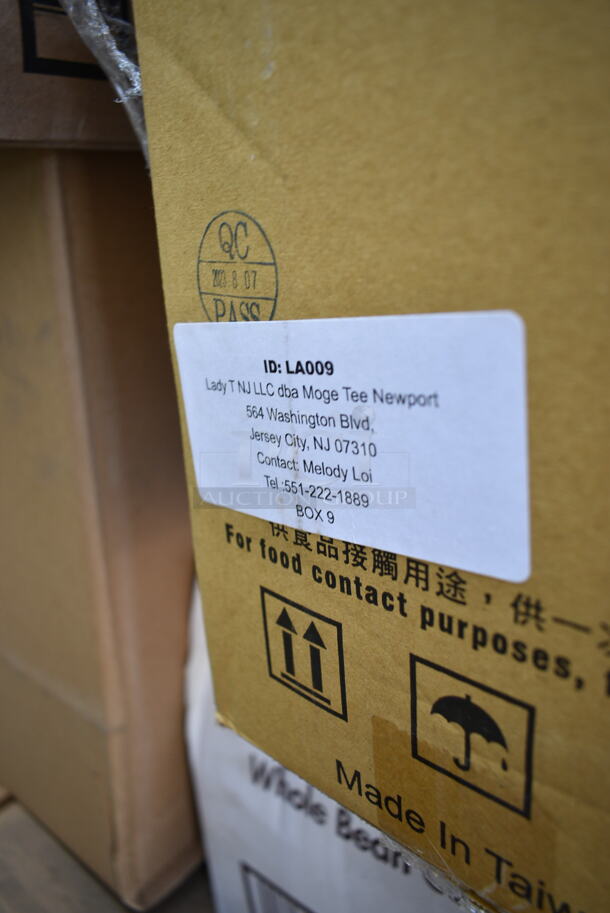 QC
2023 8 07
PASS
ID: LA009
Lady T NJ LLC dba Moge Tee Newport
564 Washington Blvd,
Jersey City, NJ 07310
Contact: Melody Loi
Tel.:551-222-1889
AUCTION GROUP
BOX 9
供食品接觸用途，供一
For food contact purposes,
Made In Taiw
Whole Bean